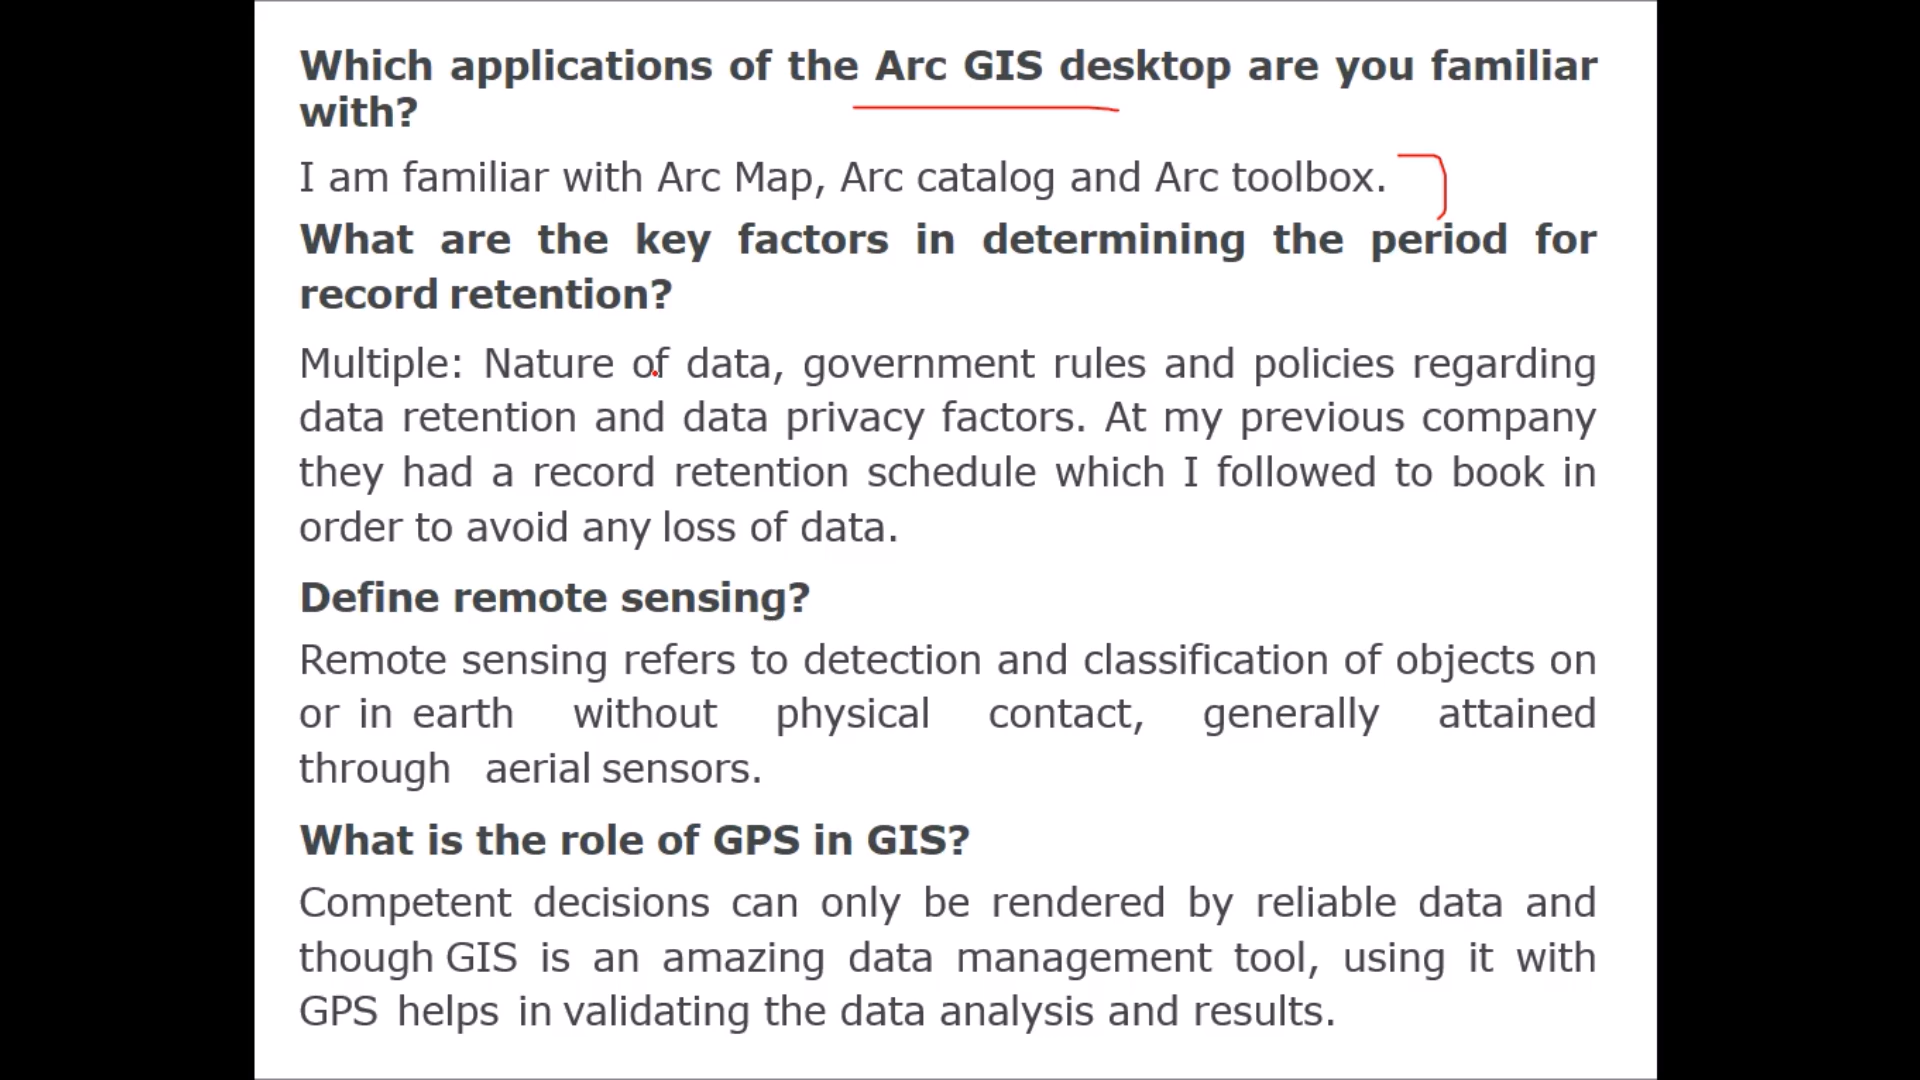 Which applications of the Arc GIS desktop are you familiar
with?
I am familiar with Arc Map, Arc catalog and Arc toolbox.
What are the key factors in determining the period for
record retention?
Multiple: Nature of data, government rules and policies regarding
data retention and data privacy factors. At my previous company
they had a record retention schedule which I followed to book in
order to avoid any loss of data.
Define remote sensing?
Remote sensing refers to detection and classification of objects on
or in earth without physical contact, generally attained
through aerial sensors.
What is the role of GPS in GIS?
Competent decisions can only be rendered by reliable data and
though GIS is an amazing data management tool, using it with
GPS helps in validating the data analysis and results.